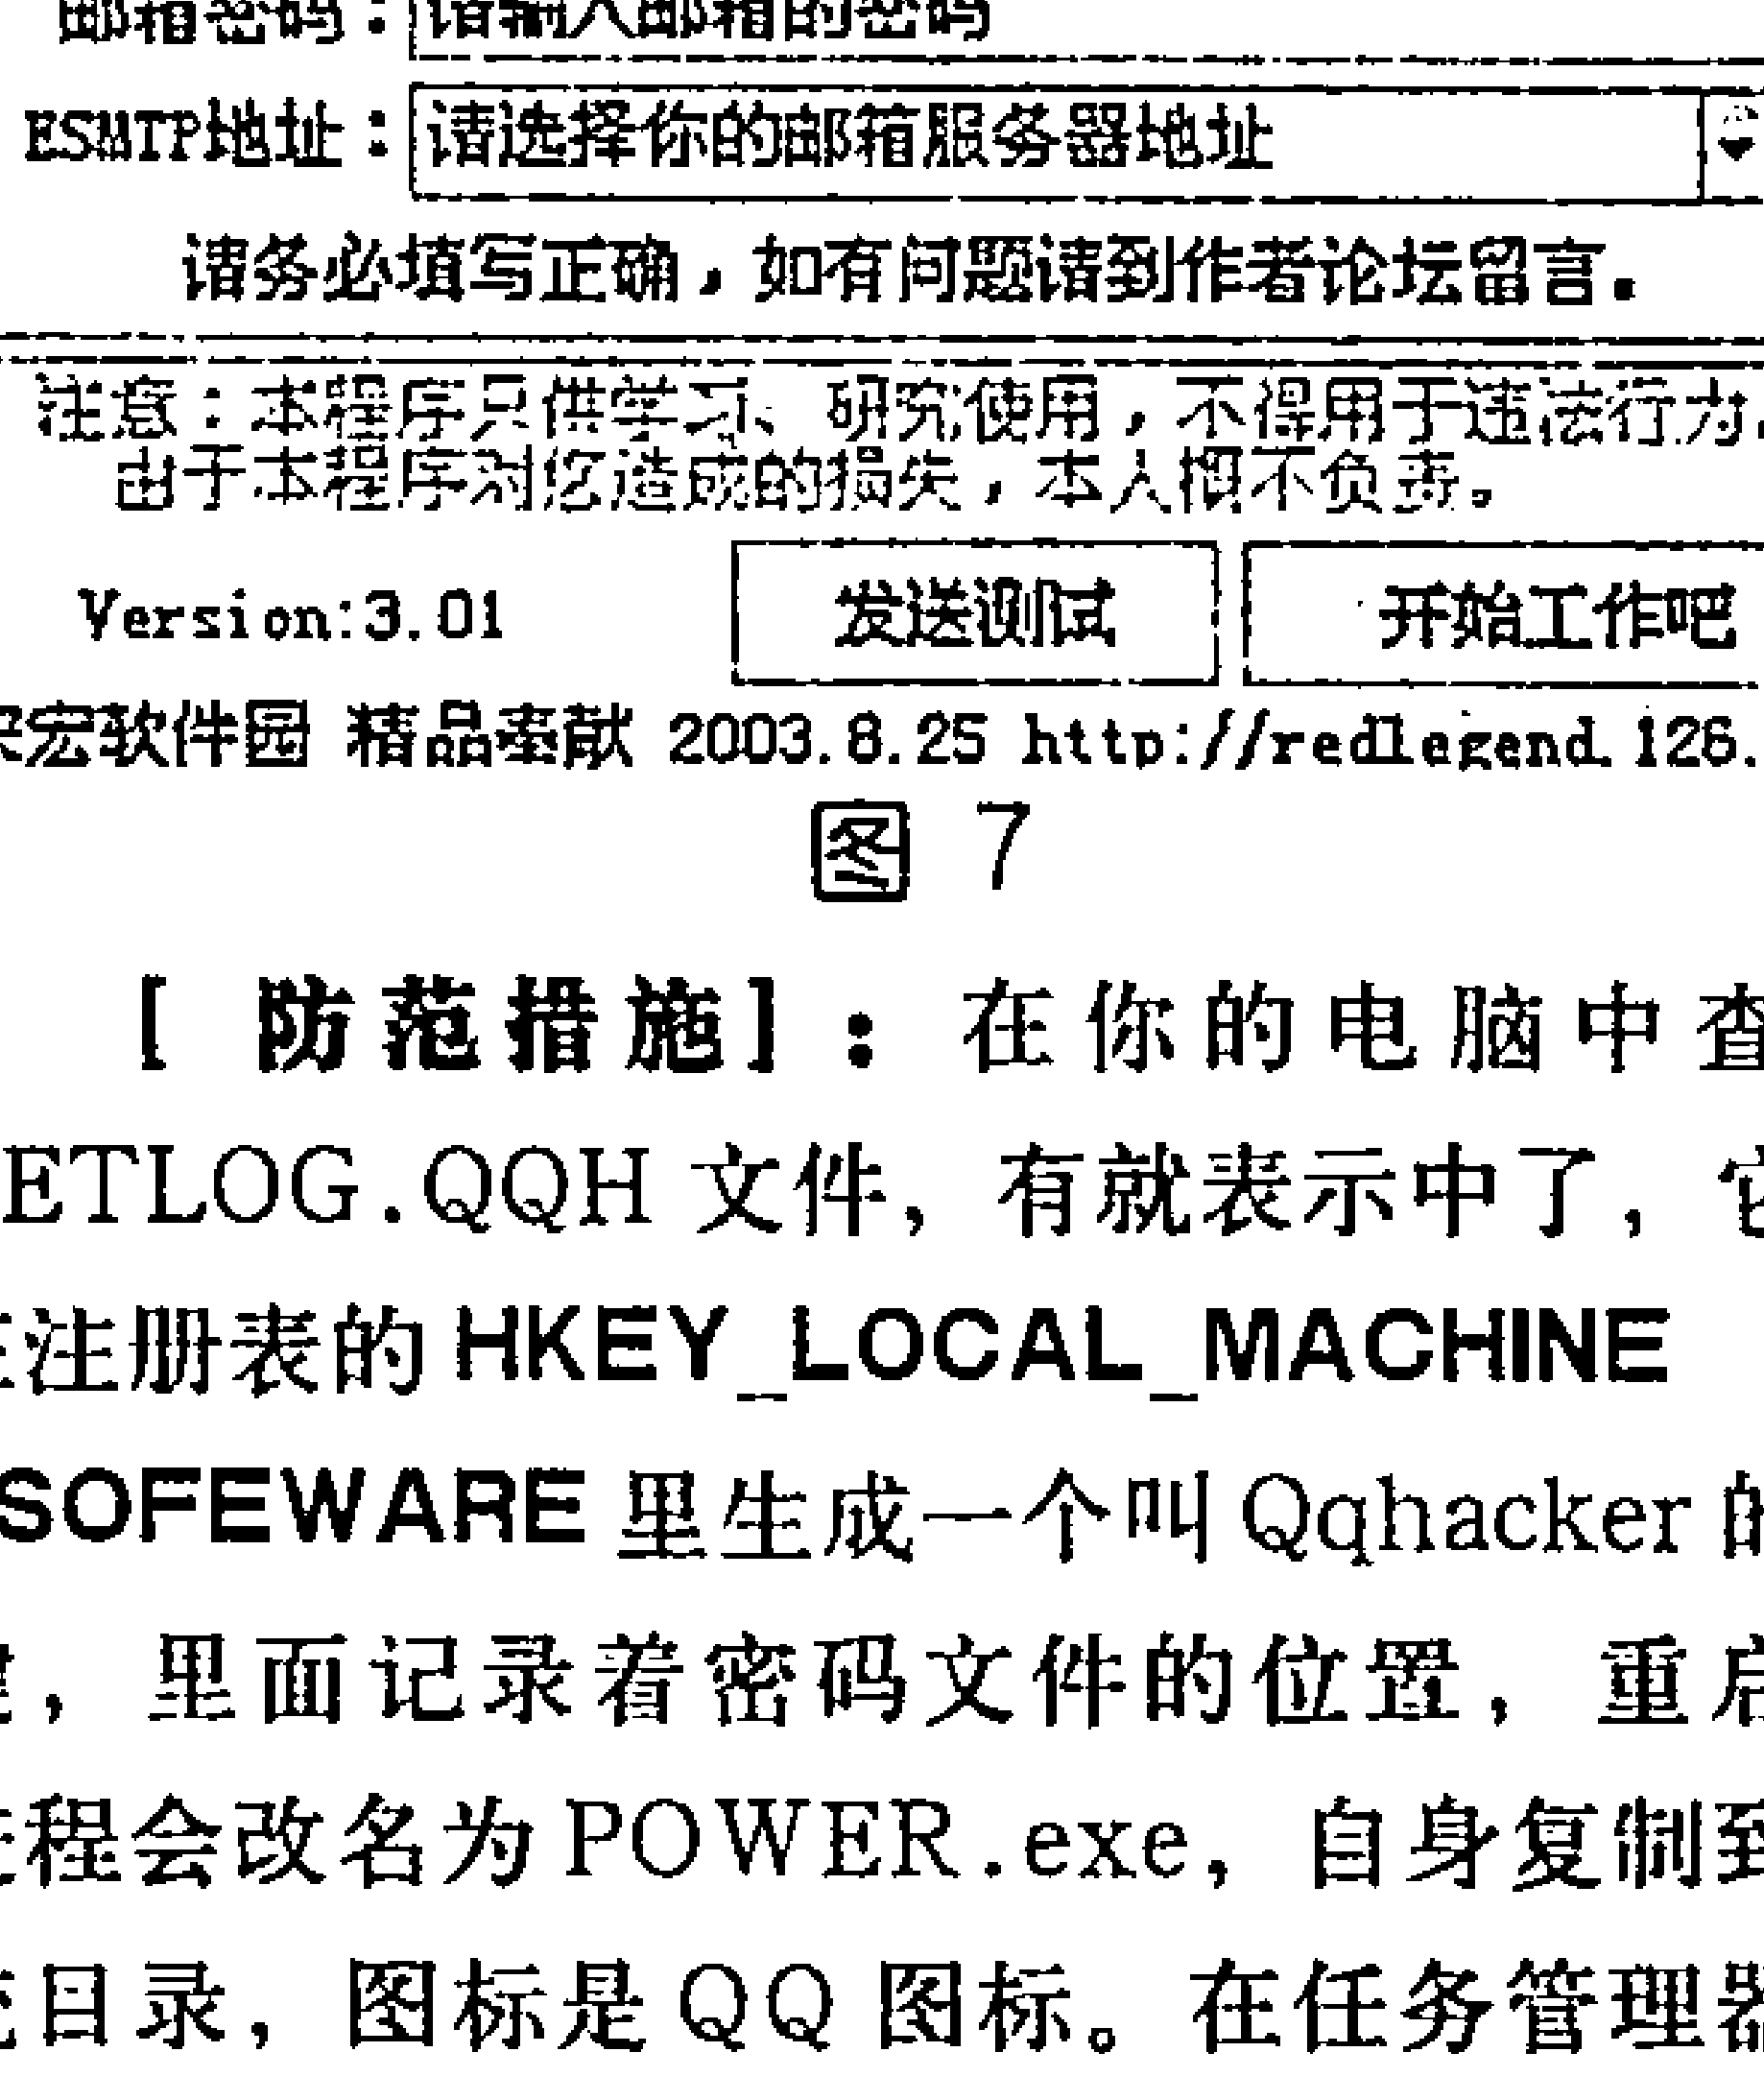 邮箱密码：请输入邮箱的密码
ESMTP地址：请选择你的邮箱服务器地址
请务必填写正确，如有问题请到作者论坛留言。
注意：本程序只供学习、研究使用，不得用于违法行为。
由于本程序对您造成的损失，本人概不负责。
Version:3.01 发送测试 开始工作吧
宏软件园 精品奉献 2003.8.25 http://redlegend.126.
图 7
[ 防范措施]：在你的电脑中查
ETLOG.QQH 文件，有就表示中了，它
注册表的 HKEY_LOCAL_MACHINE
SOFEWARE 里生成一个叫 Qqhacker 的
，里面记录着密码文件的位置，重启
程会改名为 POWER.exe，自身复制到
目录，图标是 QQ 图标。在任务管理器